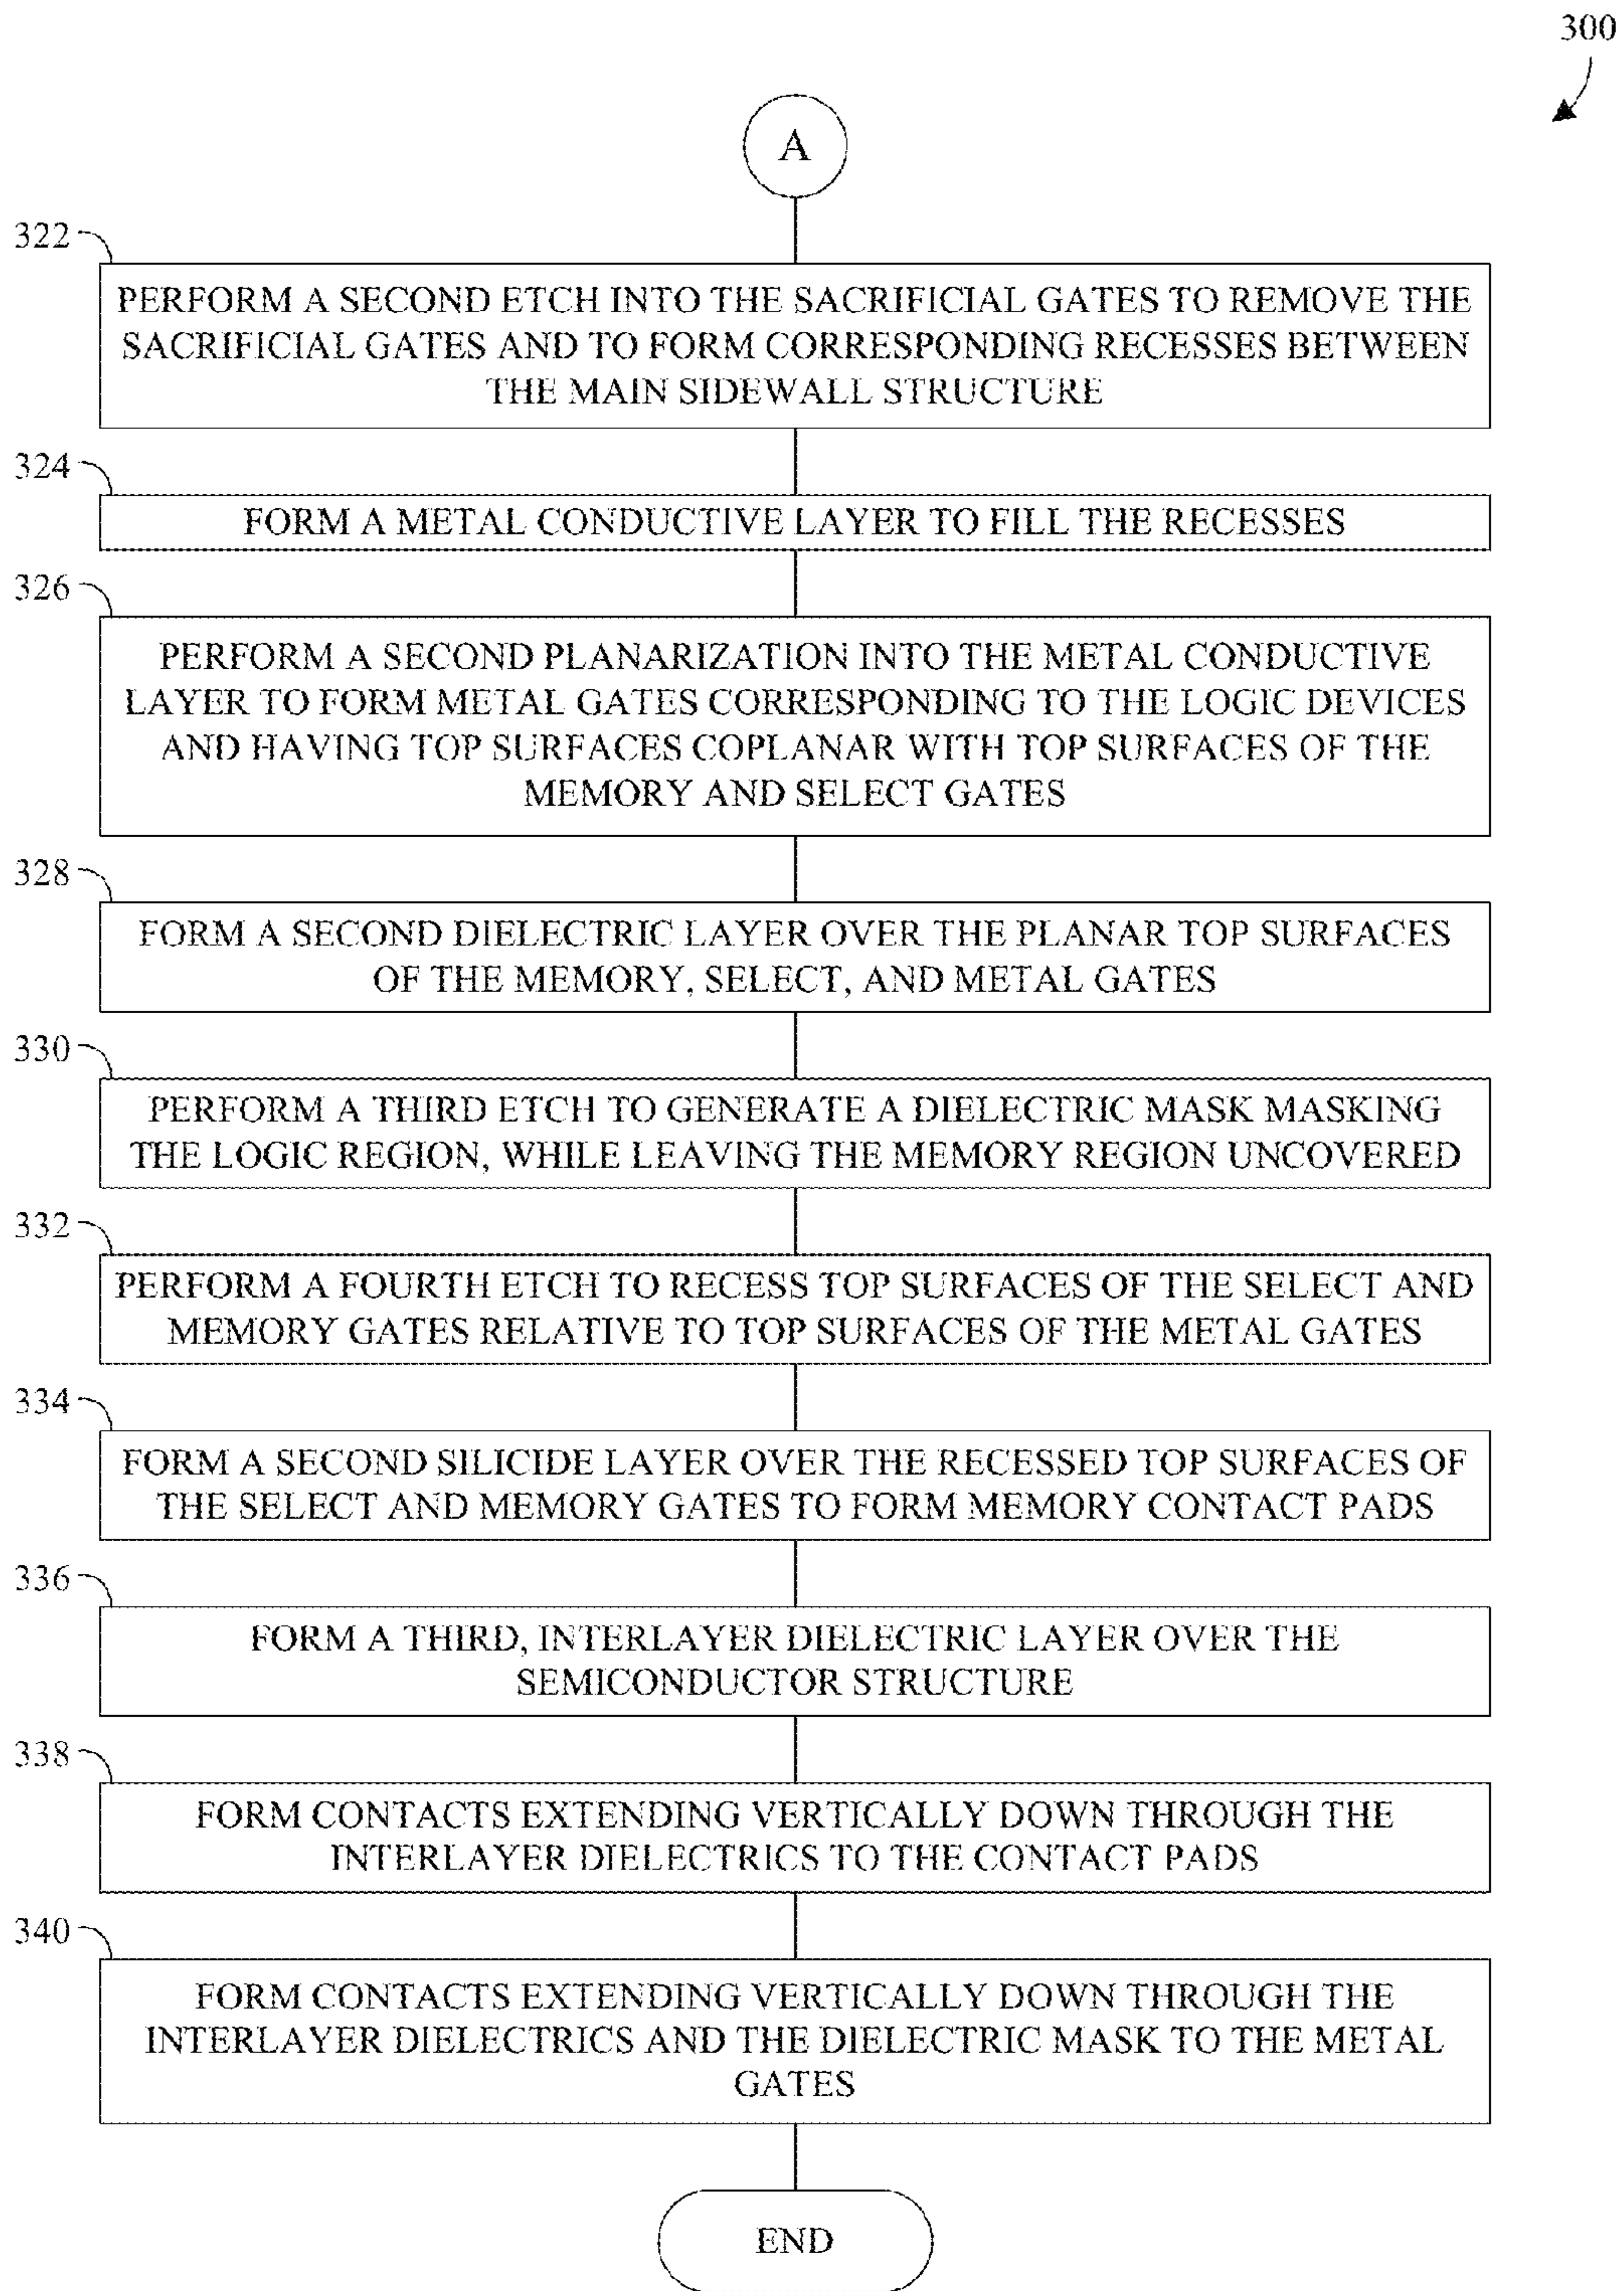 300
A
322
PERFORM A SECOND ETCH INTO THE SACRIFICIAL GATES TO REMOVE THE
SACRIFICIAL GATES AND TO FORM CORRESPONDING RECESSES BETWEEN
THE MAIN SIDEWALL STRUCTURE
324
FORM A METAL CONDUCTIVE LAYER TO FILL THE RECESSES
326
PERFORM A SECOND PLANARIZATION INTO THE METAL CONDUCTIVE
LAYER TO FORM METAL GATES CORRESPONDING TO THE LOGIC DEVICES
AND HAVING TOP SURFACES COPLANAR WITH TOP SURFACES OF THE
MEMORY AND SELECT GATES
328
FORM A SECOND DIELECTRIC LAYER OVER THE PLANAR TOP SURFACES
OF THE MEMORY, SELECT, AND METAL GATES
330
PERFORM A THIRD ETCH TO GENERATE A DIELECTRIC MASK MASKING
THE LOGIC REGION, WHILE LEAVING THE MEMORY REGION UNCOVERED
332
PERFORM A FOURTH ETCH TO RECESS TOP SURFACES OF THE SELECT AND
MEMORY GATES RELATIVE TO TOP SURFACES OF THE METAL GATES
334
FORM A SECOND SILICIDE LAYER OVER THE RECESSED TOP SURFACES OF
THE SELECT AND MEMORY GATES TO FORM MEMORY CONTACT PADS
336
FORM A THIRD, INTERLAYER DIELECTRIC LAYER OVER THE
SEMICONDUCTOR STRUCTURE
338
FORM CONTACTS EXTENDING VERTICALLY DOWN THROUGH THE
INTERLAYER DIELECTRICS TO THE CONTACT PADS
340
FORM CONTACTS EXTENDING VERTICALLY DOWN THROUGH THE
INTERLAYER DIELECTRICS AND THE DIELECTRIC MASK TO THE METAL
GATES
END